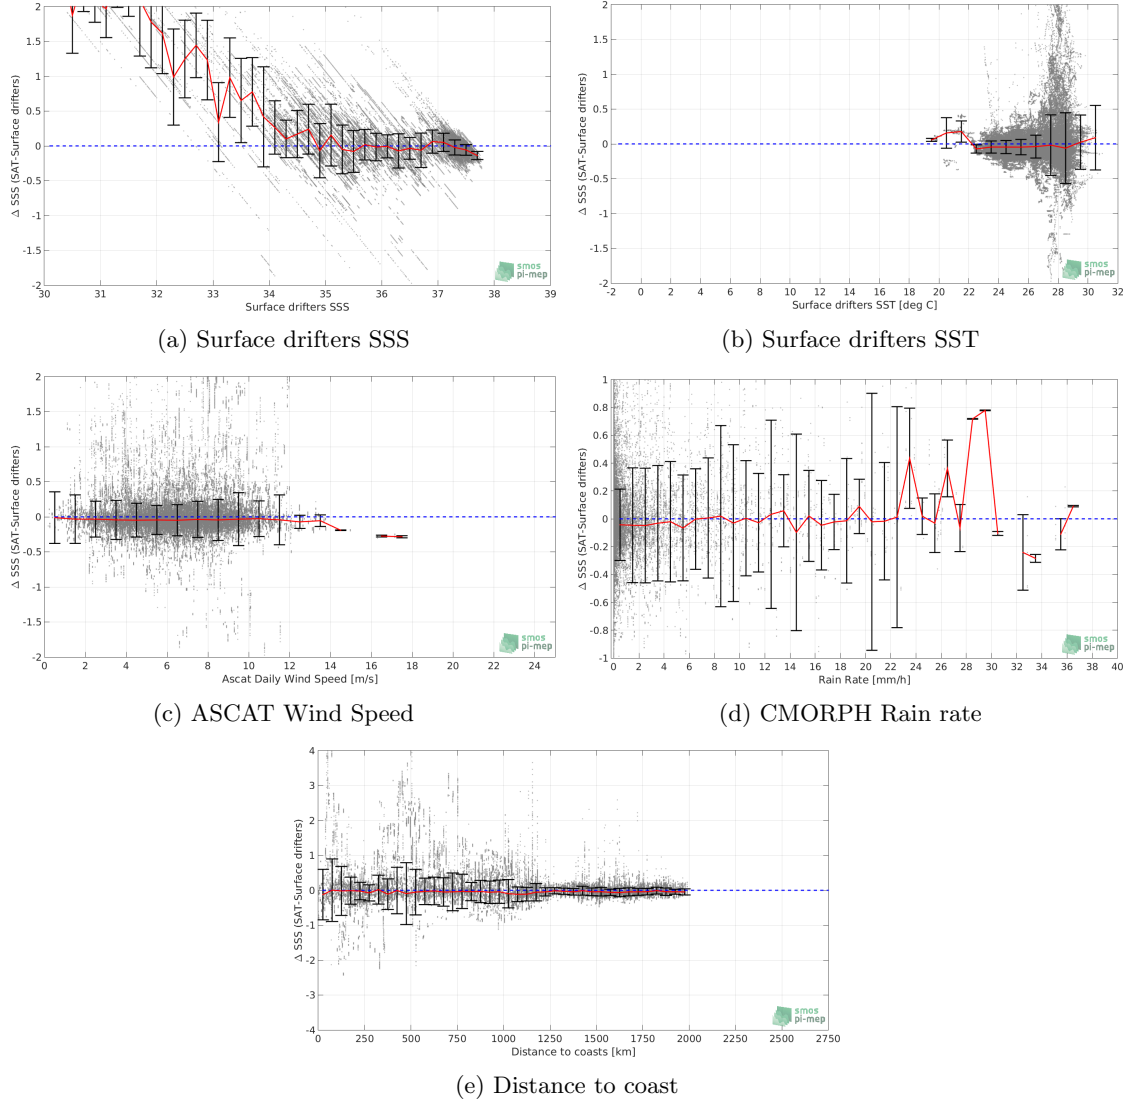 2
1.5
1
0.5
0
-0.5
-1
-1.5
-2
30 31 32 33 34 35 36 37 38 39
Surface drifters SSS
Δ SSS (SAT-Surface drifters)
smos
pi-mep
(a) Surface drifters SSS
2
1.5
1
0.5
0
-0.5
-1
-1.5
-2
-2 0 2 4 6 8 10 12 14 16 18 20 22 24 26 28 30 32
Surface drifters SST [deg C]
Δ SSS (SAT-Surface drifters)
smos
pi-mep
(b) Surface drifters SST
2
1.5
1
0.5
0
-0.5
-1
-1.5
-2
0 2 4 6 8 10 12 14 16 18 20 22 24
Ascat Daily Wind Speed [m/s]
Δ SSS (SAT-Surface drifters)
smos
pi-mep
(c) ASCAT Wind Speed
1
0.8
0.6
0.4
0.2
0
-0.2
-0.4
-0.6
-0.8
-1
0 2 4 6 8 10 12 14 16 18 20 22 24 26 28 30 32 34 36 38 40
Rain Rate [mm/h]
Δ SSS (SAT-Surface drifters)
smos
pi-mep
(d) CMORPH Rain rate
4
3
2
1
0
-1
-2
-3
-4
0 250 500 750 1000 1250 1500 1750 2000 2250 2500 2750
Distance to coasts [km]
Δ SSS (SAT-Surface drifters)
smos
pi-mep
(e) Distance to coast